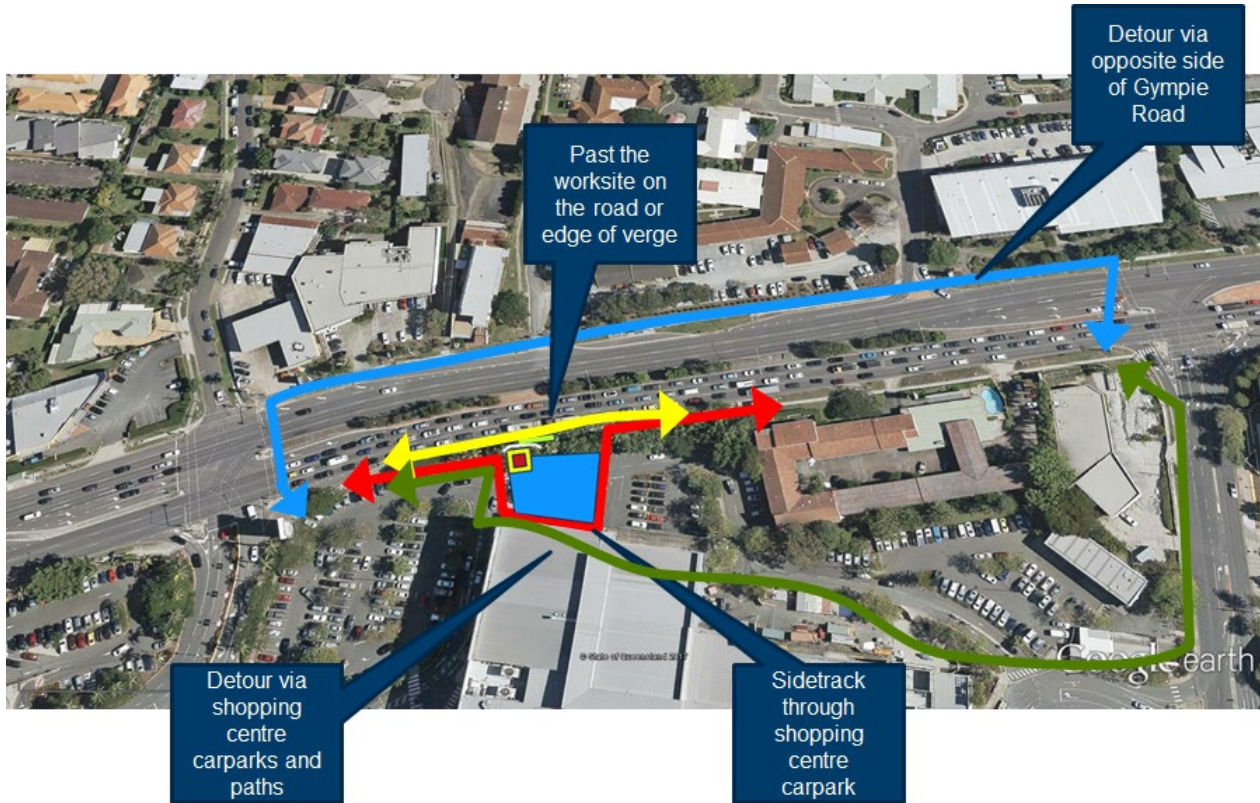 Detour via
opposite side
of Gympie
Road
Past the
worksite on
the road or
edge of verge
© State of Queensland 2017
Google earth
Detour via
shopping
centre
carparks and
paths
Sidetrack
through
shopping
centre
carpark